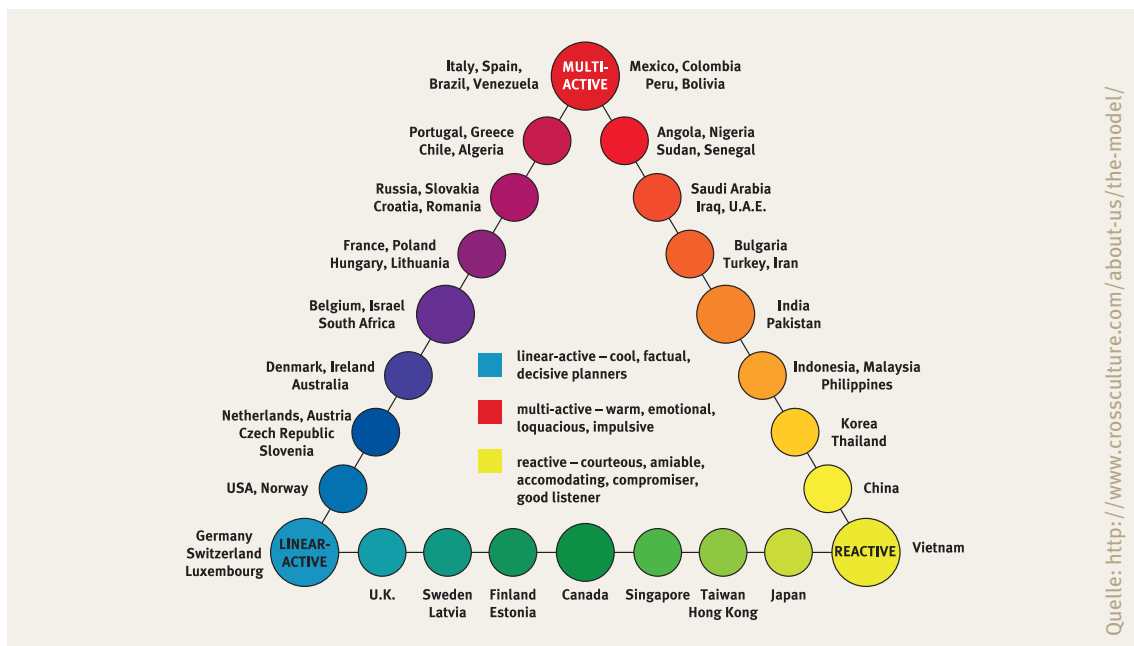 Italy, Spain,
Brazil, Venezuela
MULTI-
ACTIVE
Mexico, Colombia
Peru, Bolivia
Portugal, Greece
Chile, Algeria
Angola, Nigeria
Sudan, Senegal
Russia, Slovakia
Croatia, Romania
Saudi Arabia
Iraq, U.A.E.
France, Poland
Hungary, Lithuania
Bulgaria
Turkey, Iran
Belgium, Israel
South Africa
India
Pakistan
Denmark, Ireland
Australia
linear-active – cool, factual,
decisive planners
Indonesia, Malaysia
Philippines
Netherlands, Austria
Czech Republic
Slovenia
multi-active – warm, emotional,
loquacious, impulsive
Korea
Thailand
USA, Norway
reactive – courteous, amiable,
accomodating, compromiser,
good listener
China
Germany
Switzerland
Luxembourg
LINEAR-
ACTIVE
REACTIVE
Vietnam
U.K.
Sweden
Latvia
Finland
Estonia
Canada
Singapore
Taiwan
Hong Kong
Japan
Quelle: http://www.crossculture.com/about-us/the-model/